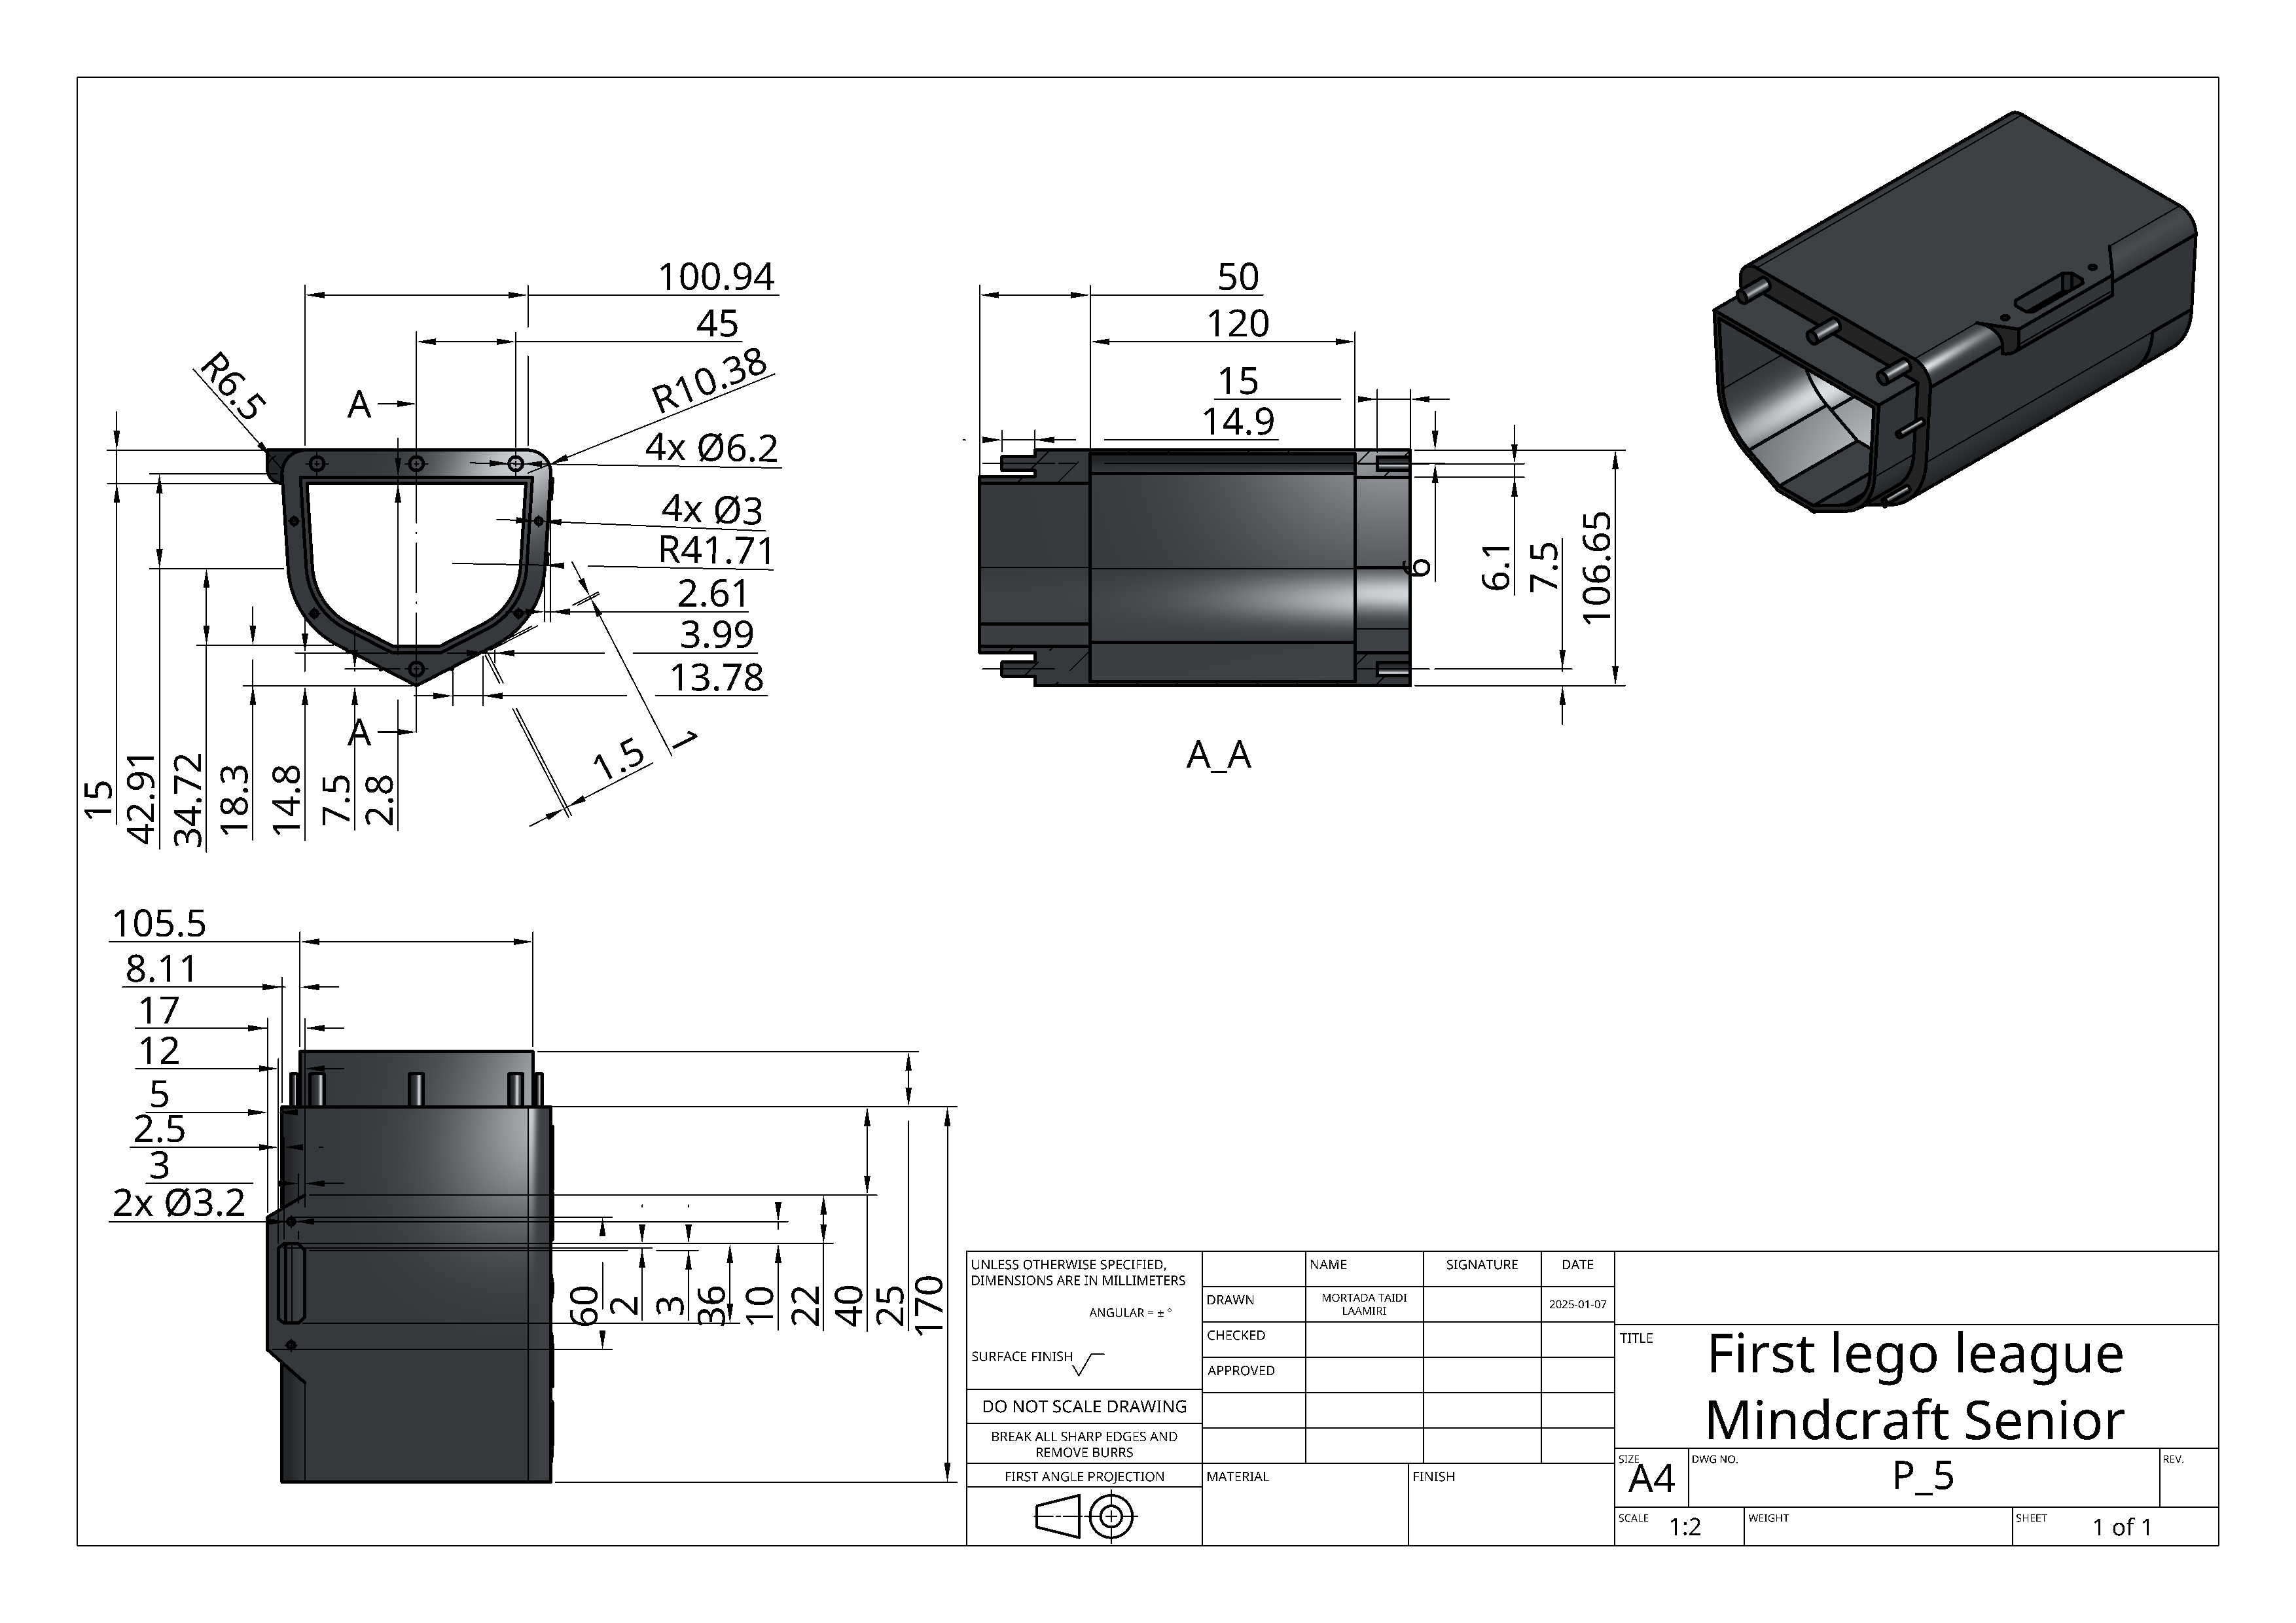 100.94
45
R10.38
R6.5
A
4x Ø6.2
4x Ø3
R41.71
2.61
3.99
13.78
A
1
1.5
15
42.91
34.72
18.3
14.8
7.5
2.8
50
120
15
14.9
6
6.1
7.5
106.65
A_A
105.5
8.11
17
12
5
2.5
3
2x Ø3.2
60
2
3
36
10
22
40
25
170
UNLESS OTHERWISE SPECIFIED,
DIMENSIONS ARE IN MILLIMETERS
ANGULAR = ± °
SURFACE FINISH
DO NOT SCALE DRAWING
BREAK ALL SHARP EDGES AND
REMOVE BURRS
FIRST ANGLE PROJECTION
NAME
SIGNATURE
DATE
DRAWN
MORTADA TAIDI
LAAMIRI
2025-01-07
CHECKED
APPROVED
MATERIAL
FINISH
TITLE
First lego league
Mindcraft Senior
SIZE
A4
DWG NO.
P_5
REV.
SCALE
1:2
WEIGHT
SHEET
1 of 1